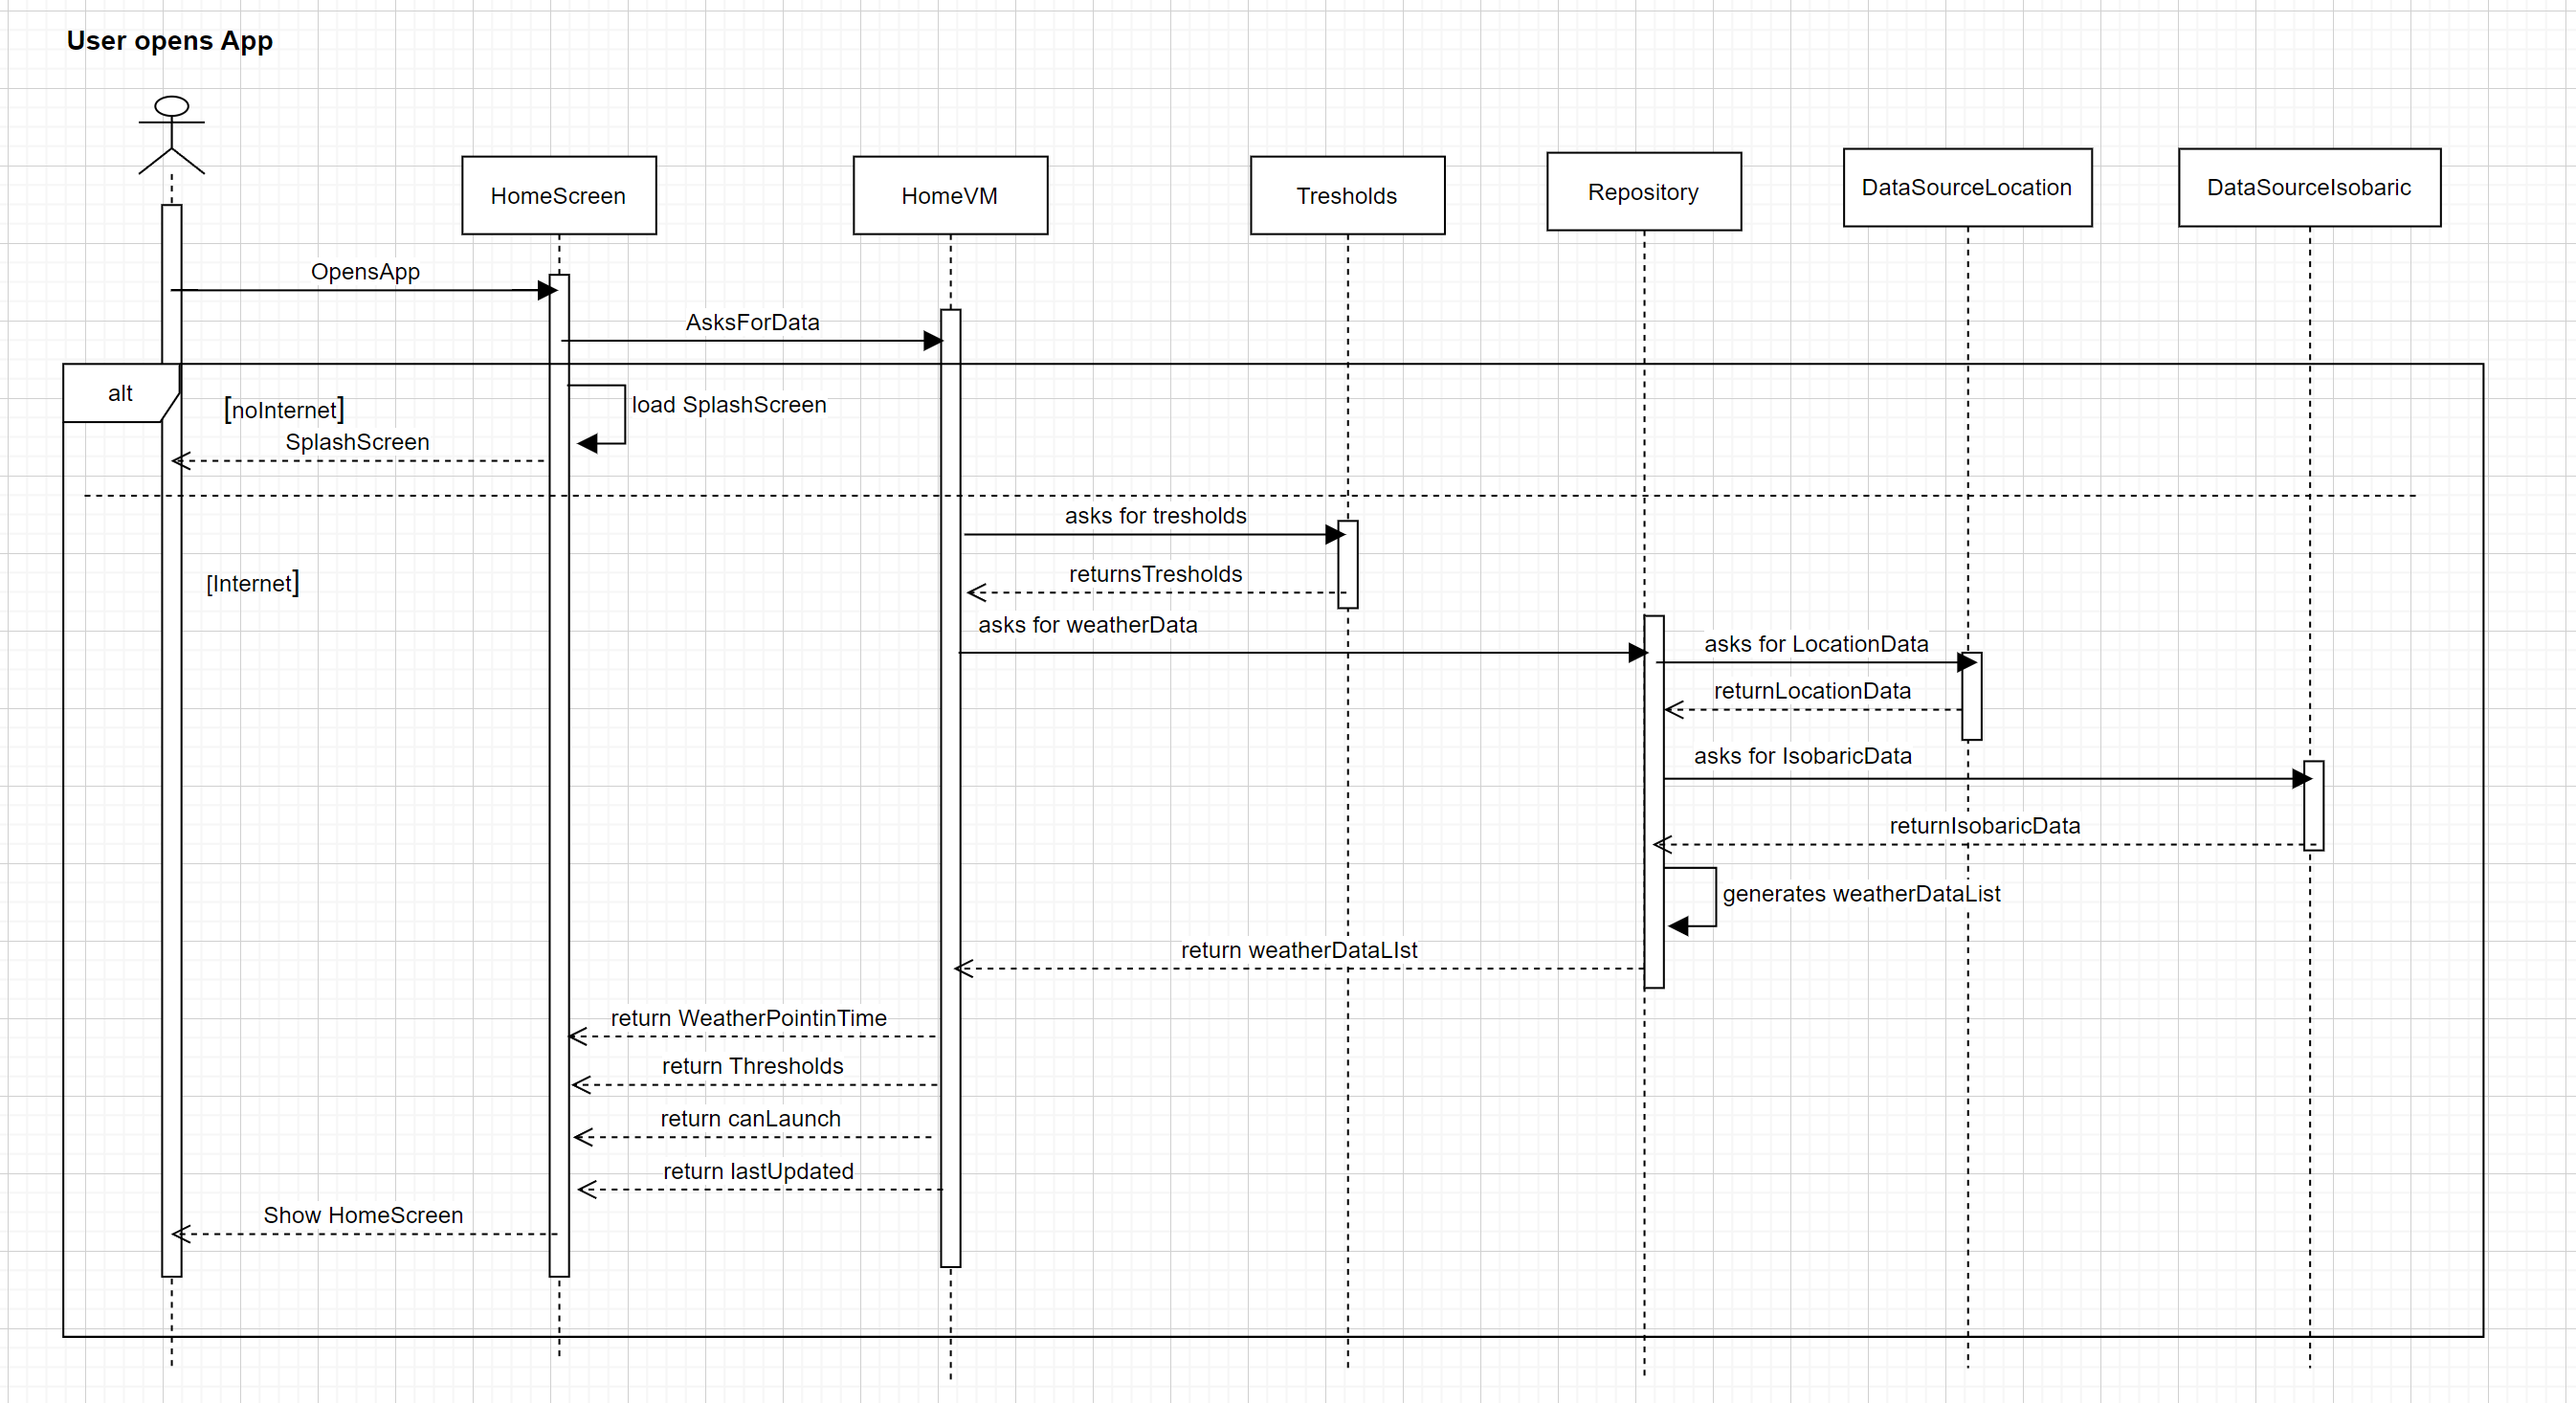 User opens App
HomeScreen
HomeVM
Tresholds
Repository
DataSourceLocation
DataSourceIsobaric
OpensApp
AsksForData
alt
[noInternet]
load SplashScreen
SplashScreen
asks for tresholds
returnsTresholds
[Internet]
asks for weatherData
asks for LocationData
returnLocationData
asks for IsobaricData
returnIsobaricData
generates weatherDataList
return weatherDataLIst
return WeatherPointinTime
return Thresholds
return canLaunch
return lastUpdated
Show HomeScreen